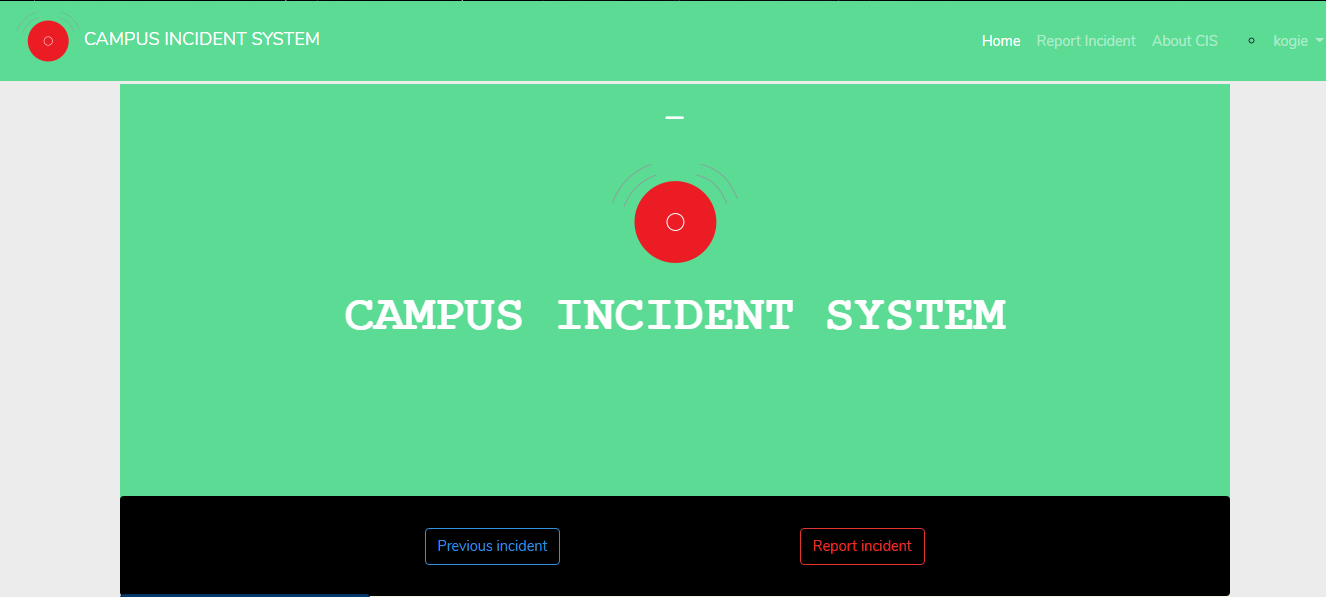 CAMPUS INCIDENT SYSTEM
Home Report Incident About CIS kogie
CAMPUS INCIDENT SYSTEM
Previous incident Report incident